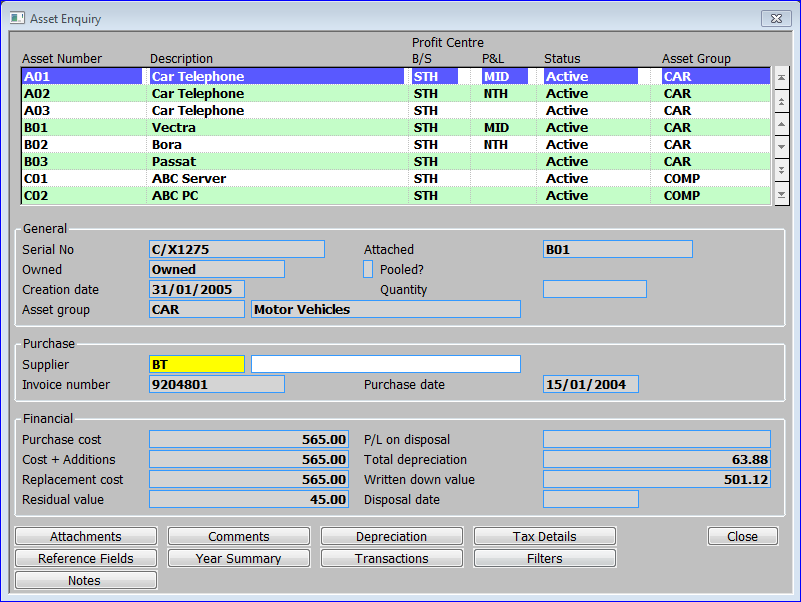 Asset Enquiry
Profit Centre
Asset Number Description B/S P&L Status Asset Group
A01 Car Telephone STH MID Active CAR
A02 Car Telephone STH NTH Active CAR
A03 Car Telephone STH Active CAR
B01 Vectra STH MID Active CAR
B02 Bora STH NTH Active CAR
B03 Passat STH Active CAR
C01 ABC Server STH Active COMP
C02 ABC PC STH Active COMP
General
Serial No C/X1275 Attached B01
Owned Owned Pooled?
Creation date 31/01/2005 Quantity
Asset group CAR Motor Vehicles
Purchase
Supplier BT
Invoice number 9204801 Purchase date 15/01/2004
Financial
Purchase cost 565.00 P/L on disposal
Cost + Additions 565.00 Total depreciation 63.88
Replacement cost 565.00 Written down value 501.12
Residual value 45.00 Disposal date
Attachments Comments Depreciation Tax Details Close
Reference Fields Year Summary Transactions Filters
Notes